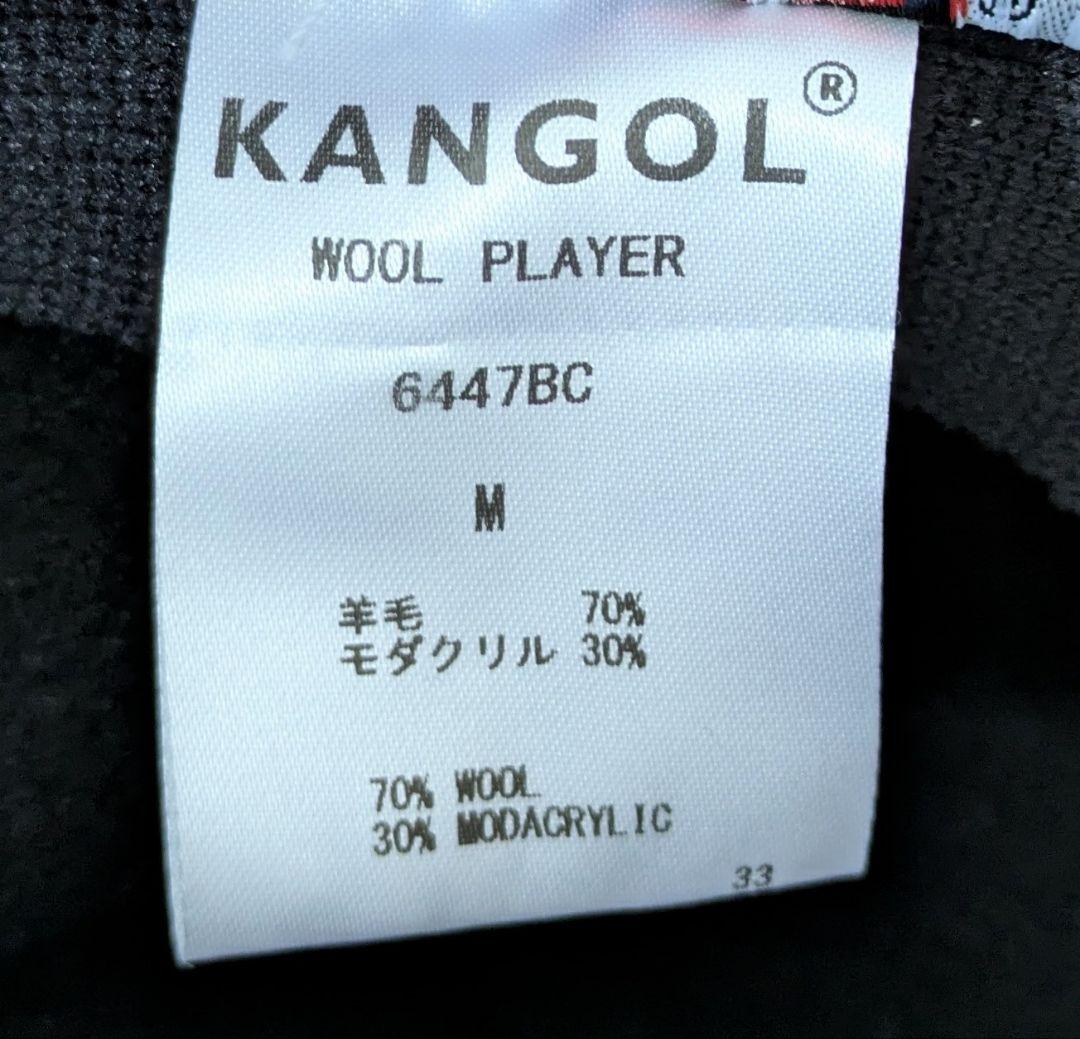 KANGOL®
WOOL PLAYER
6447BC
M
羊毛 70%
モダクリル 30%
70% WOOL
30% MODACRYLIC
33